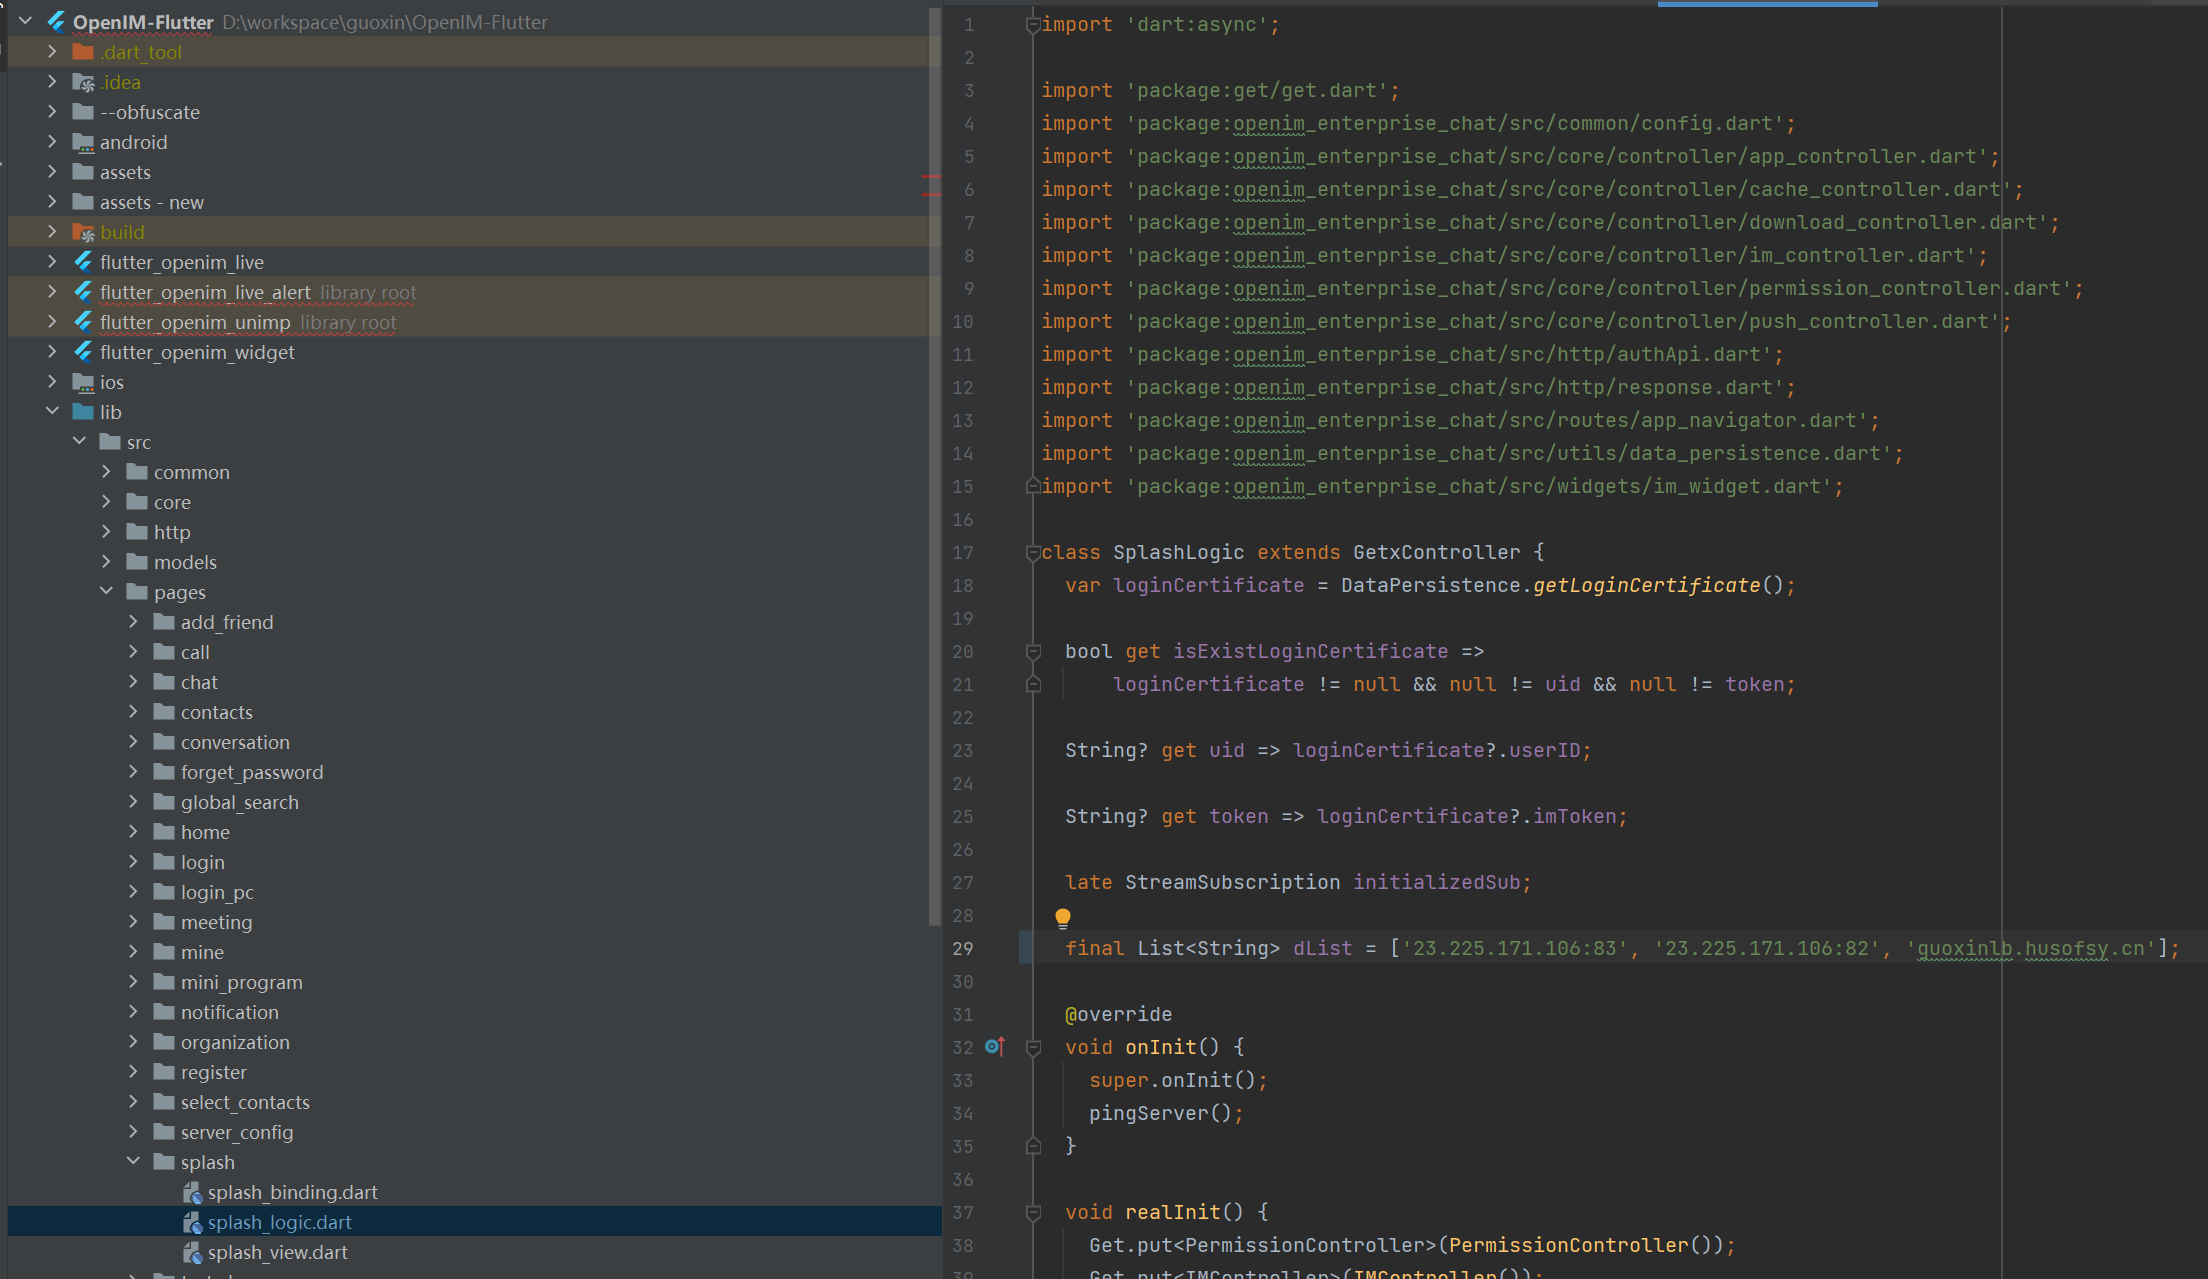 OpenIM-Flutter D:\workspace\guoxin\OpenIM-Flutter
.dart_tool
.idea
--obfuscate
android
assets
assets - new
build
flutter_openim_live
flutter_openim_live_alert library root
flutter_openim_unimp library root
flutter_openim_widget
ios
lib
src
common
core
http
models
pages
add_friend
call
chat
contacts
conversation
forget_password
global_search
home
login
login_pc
meeting
mine
mini_program
notification
organization
register
select_contacts
server_config
splash
splash_binding.dart
splash_logic.dart
splash_view.dart
1 import 'dart:async';
2
3 import 'package:get/get.dart';
4 import 'package:openim_enterprise_chat/src/common/config.dart';
5 import 'package:openim_enterprise_chat/src/core/controller/app_controller.dart';
6 import 'package:openim_enterprise_chat/src/core/controller/cache_controller.dart';
7 import 'package:openim_enterprise_chat/src/core/controller/download_controller.dart';
8 import 'package:openim_enterprise_chat/src/core/controller/im_controller.dart';
9 import 'package:openim_enterprise_chat/src/core/controller/permission_controller.dart';
10 import 'package:openim_enterprise_chat/src/core/controller/push_controller.dart';
11 import 'package:openim_enterprise_chat/src/http/authApi.dart';
12 import 'package:openim_enterprise_chat/src/http/response.dart';
13 import 'package:openim_enterprise_chat/src/routes/app_navigator.dart';
14 import 'package:openim_enterprise_chat/src/utils/data_persistence.dart';
15 import 'package:openim_enterprise_chat/src/widgets/im_widget.dart';
16
17 class SplashLogic extends GetxController {
18 var loginCertificate = DataPersistence.getLoginCertificate();
19
20 bool get isExistLoginCertificate =>
21 loginCertificate != null && null != uid && null != token;
22
23 String? get uid => loginCertificate?.userID;
24
25 String? get token => loginCertificate?.imToken;
26
27 late StreamSubscription initializedSub;
28
29 final List<String> dList = ['23.225.171.106:83', '23.225.171.106:82', 'guoxinlb.husofsy.cn'];
30
31 @override
32 void onInit() {
33 super.onInit();
34 pingServer();
35 }
36
37 void realInit() {
38 Get.put<PermissionController>(PermissionController());
39 Get.put<IMController>(IMController());